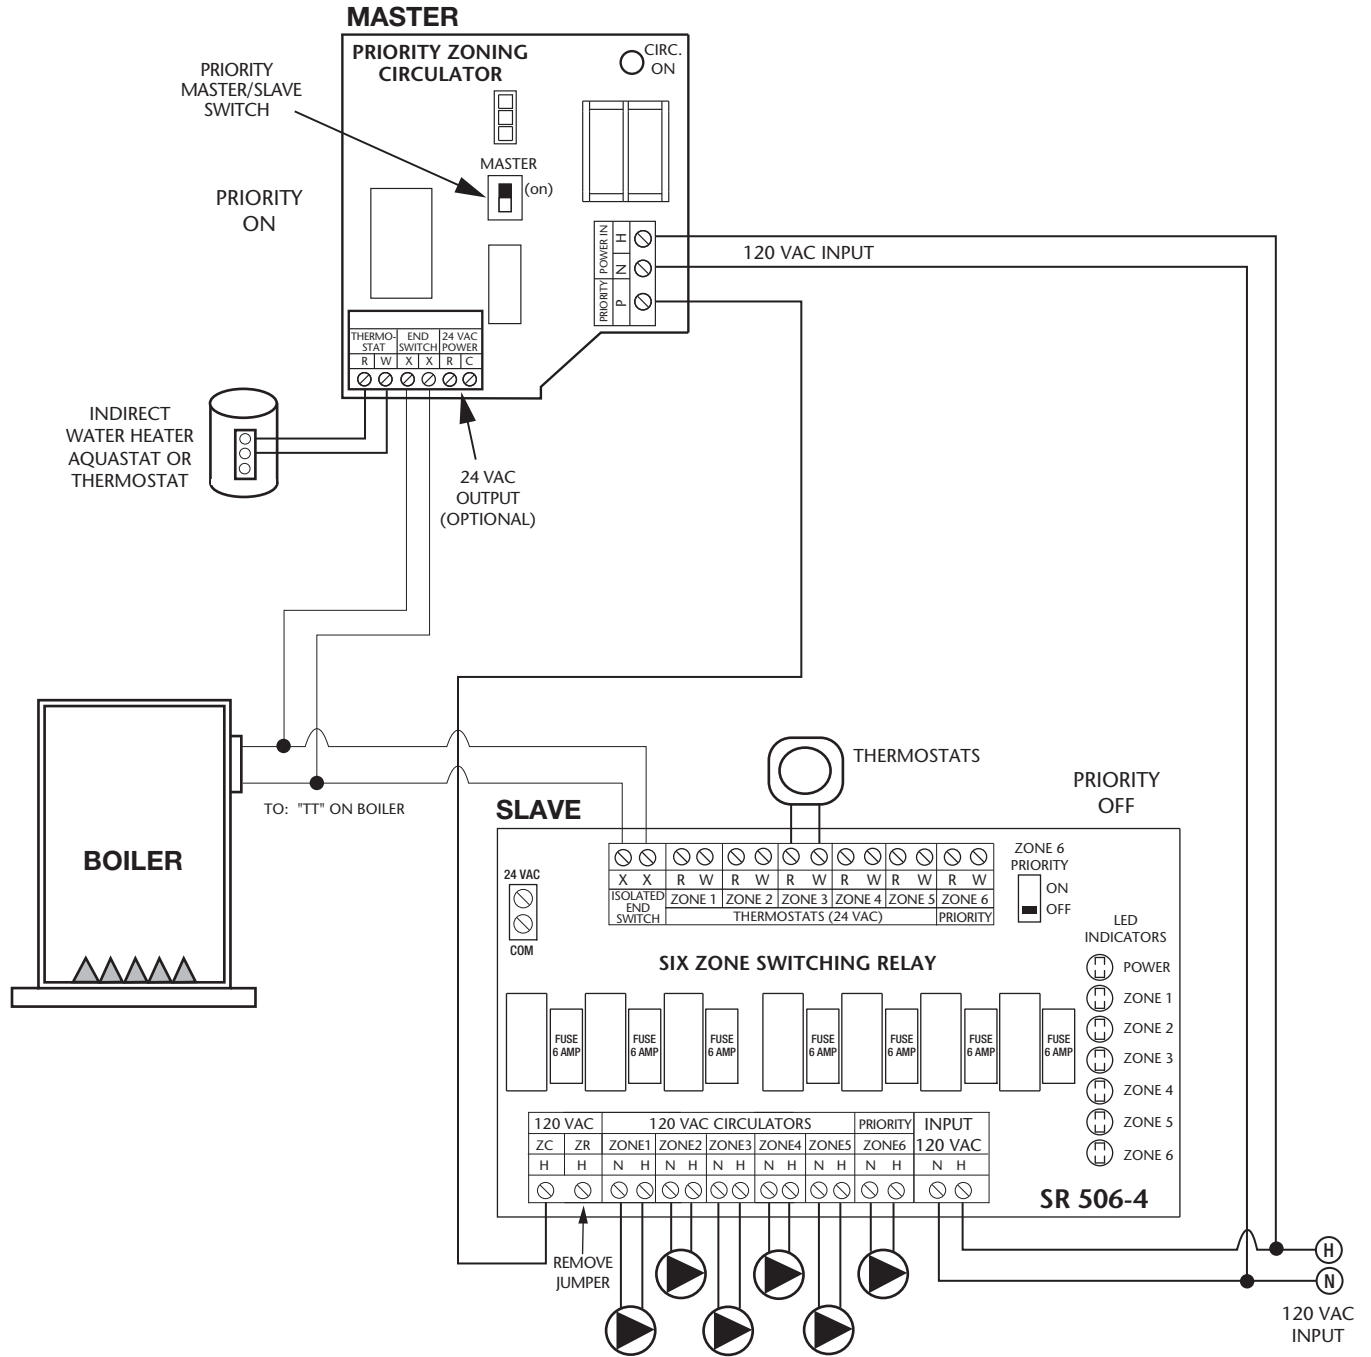 MASTER
PRIORITY ZONING
CIRCULATOR
CIRC.
ON
PRIORITY
MASTER/SLAVE
SWITCH
MASTER
(on)
PRIORITY
ON
POWER IN
H
N
PRIORITY
P
120 VAC INPUT
THERMO-
STAT
END
SWITCH
24 VAC
POWER
R W X X R C
INDIRECT
WATER HEATER
AQUASTAT OR
THERMOSTAT
24 VAC
OUTPUT
(OPTIONAL)
THERMOSTATS
PRIORITY
OFF
TO: "TT" ON BOILER
SLAVE
BOILER
24 VAC
COM
X X R W R W R W R W R W R W
ISOLATED
END
SWITCH
ZONE 1 ZONE 2 ZONE 3 ZONE 4 ZONE 5 ZONE 6
THERMOSTATS (24 VAC) PRIORITY
ZONE 6
PRIORITY
ON
OFF
LED
INDICATORS
POWER
ZONE 1
ZONE 2
ZONE 3
ZONE 4
ZONE 5
ZONE 6
SIX ZONE SWITCHING RELAY
FUSE
6 AMP
FUSE
6 AMP
FUSE
6 AMP
FUSE
6 AMP
FUSE
6 AMP
FUSE
6 AMP
FUSE
6 AMP
120 VAC 120 VAC CIRCULATORS PRIORITY INPUT
120 VAC
ZC ZR ZONE1 ZONE2 ZONE3 ZONE4 ZONE5 ZONE6
H H N H N H N H N H N H N H N H
SR 506-4
REMOVE
JUMPER
H
N
120 VAC
INPUT